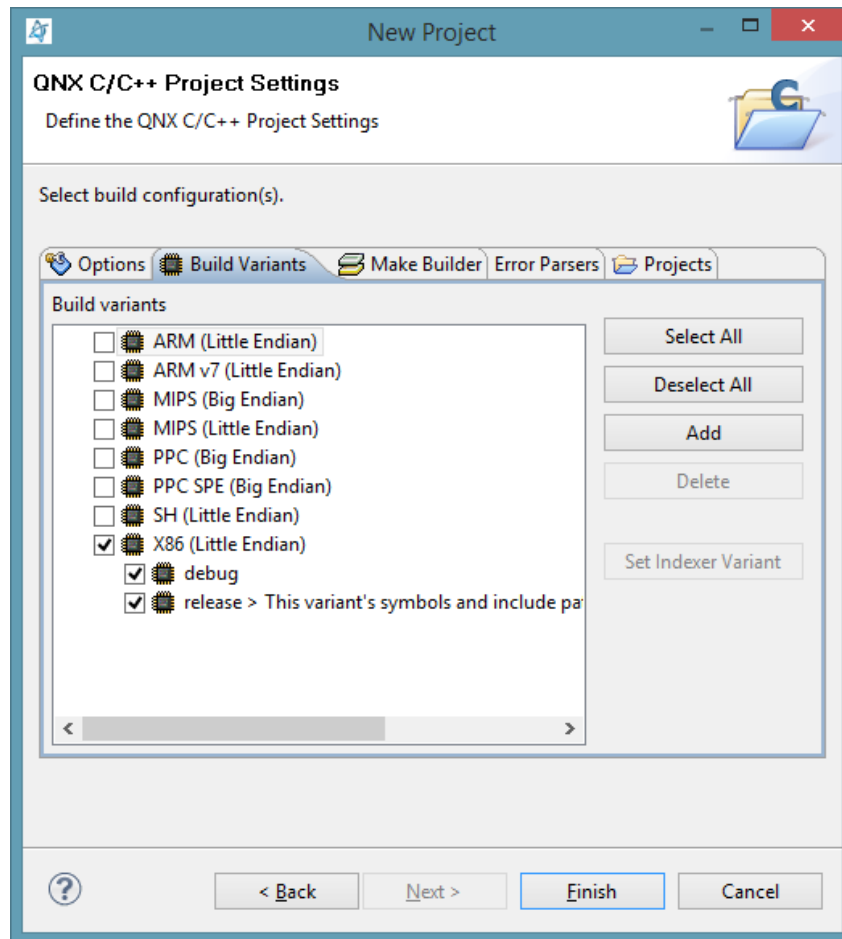 New Project
QNX C/C++ Project Settings
Define the QNX C/C++ Project Settings
Select build configuration(s).
Options Build Variants Make Builder Error Parsers Projects
Build variants
ARM (Little Endian)
ARM v7 (Little Endian)
MIPS (Big Endian)
MIPS (Little Endian)
PPC (Big Endian)
PPC SPE (Big Endian)
SH (Little Endian)
X86 (Little Endian)
debug
release > This variant's symbols and include pa
Select All
Deselect All
Add
Delete
Set Indexer Variant
< Back Next > Finish Cancel